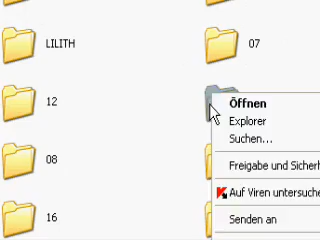 LILITH
07
12
Öffnen
Explorer
Suchen...
08
Freigabe und Sicherh
Auf Viren untersuche
16
Senden an